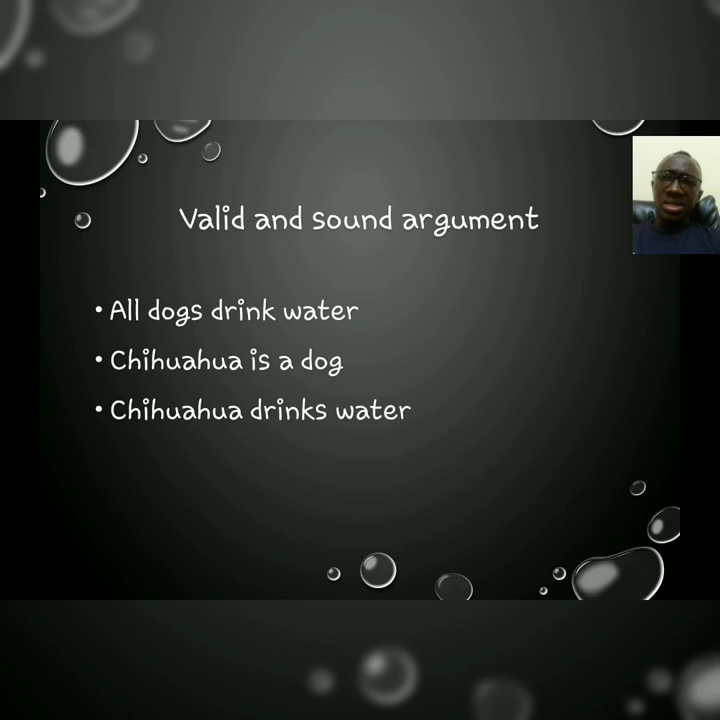 Valid and sound argument
• All dogs drink water
• Chihuahua is a dog
• Chihuahua drinks water